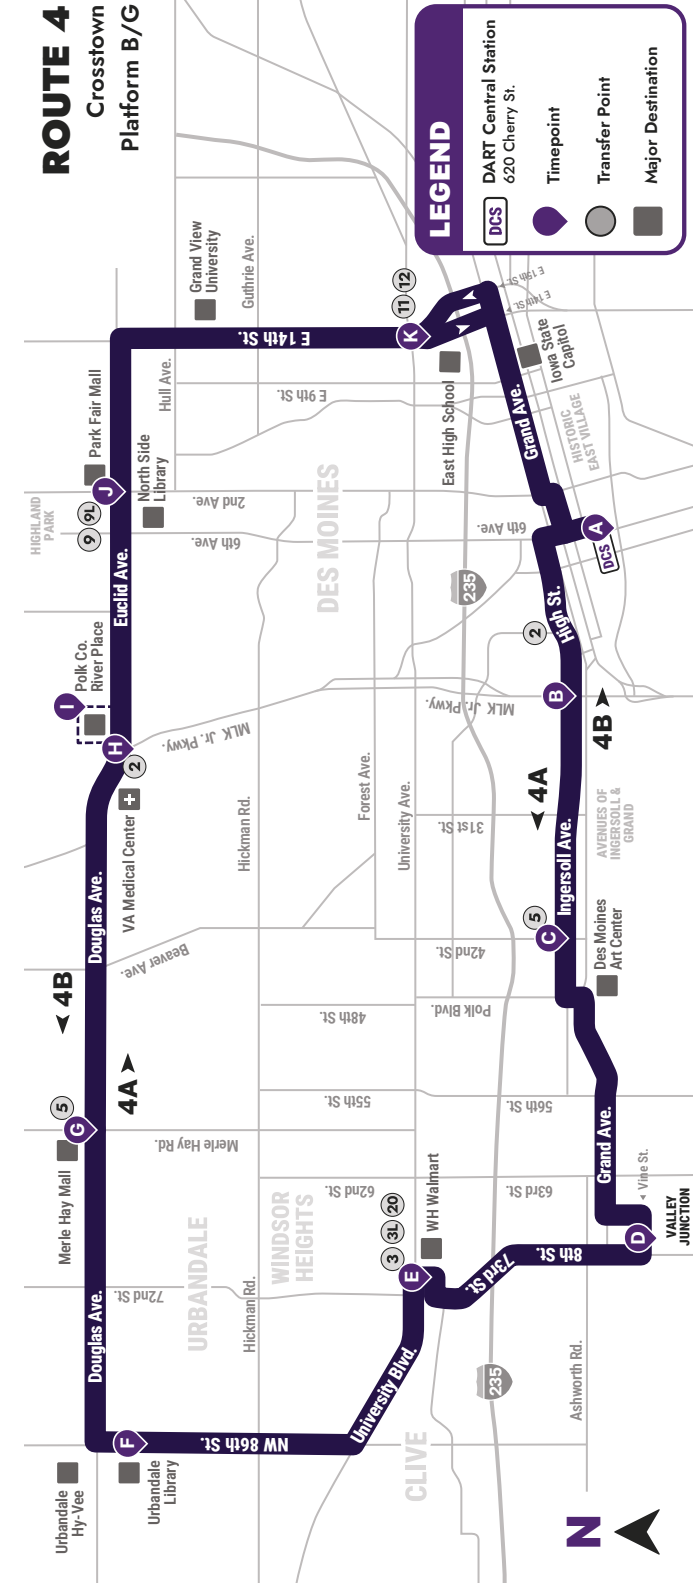 ROUTE 4
Crosstown
Platform B/G
LEGEND
DCS
DART Central Station
620 Cherry St.
Timepoint
Transfer Point
Major Destination
Urbandale
Hy-Vee
F
Urbandale
Library
Douglas Ave.
72nd St.
Merle Hay Mall
G
5
Merle Hay Rd.
4A
4B
Beaver Ave.
Douglas Ave.
VA Medical Center
2
H
I
Polk Co.
River Place
MLK Jr. Pkwy.
Euclid Ave.
HIGHLAND
PARK
9
9L
J
Park Fair Mall
North Side
Library
6th Ave.
2nd Ave.
Hull Ave.
Grand View
University
Guthrie Ave.
E 14th St.
E 9th St.
NW 86th St.
URBANDALE
Hickman Rd.
WINDSOR
HEIGHTS
62nd St.
55th St.
48th St.
Hickman Rd.
DES MOINES
Forest Ave.
University Ave.
University Blvd.
CLIVE
E
3
3L
20
WH Walmart
73rd St.
63rd St.
56th St.
Polk Blvd.
42nd St.
31st St.
MLK Jr. Pkwy.
235
235
6th Ave.
East High School
K
11
12
E 14th St.
E 15th St.
Iowa State
Capitol
Grand Ave.
HISTORIC
EAST VILLAGE
A
DCS
High St.
2
B
4A
4B
AVENUES OF
INGERSOLL &
GRAND
Ingersoll Ave.
5
C
Des Moines
Art Center
Grand Ave.
Vine St.
VALLEY
JUNCTION
D
8th St.
Ashworth Rd.
N